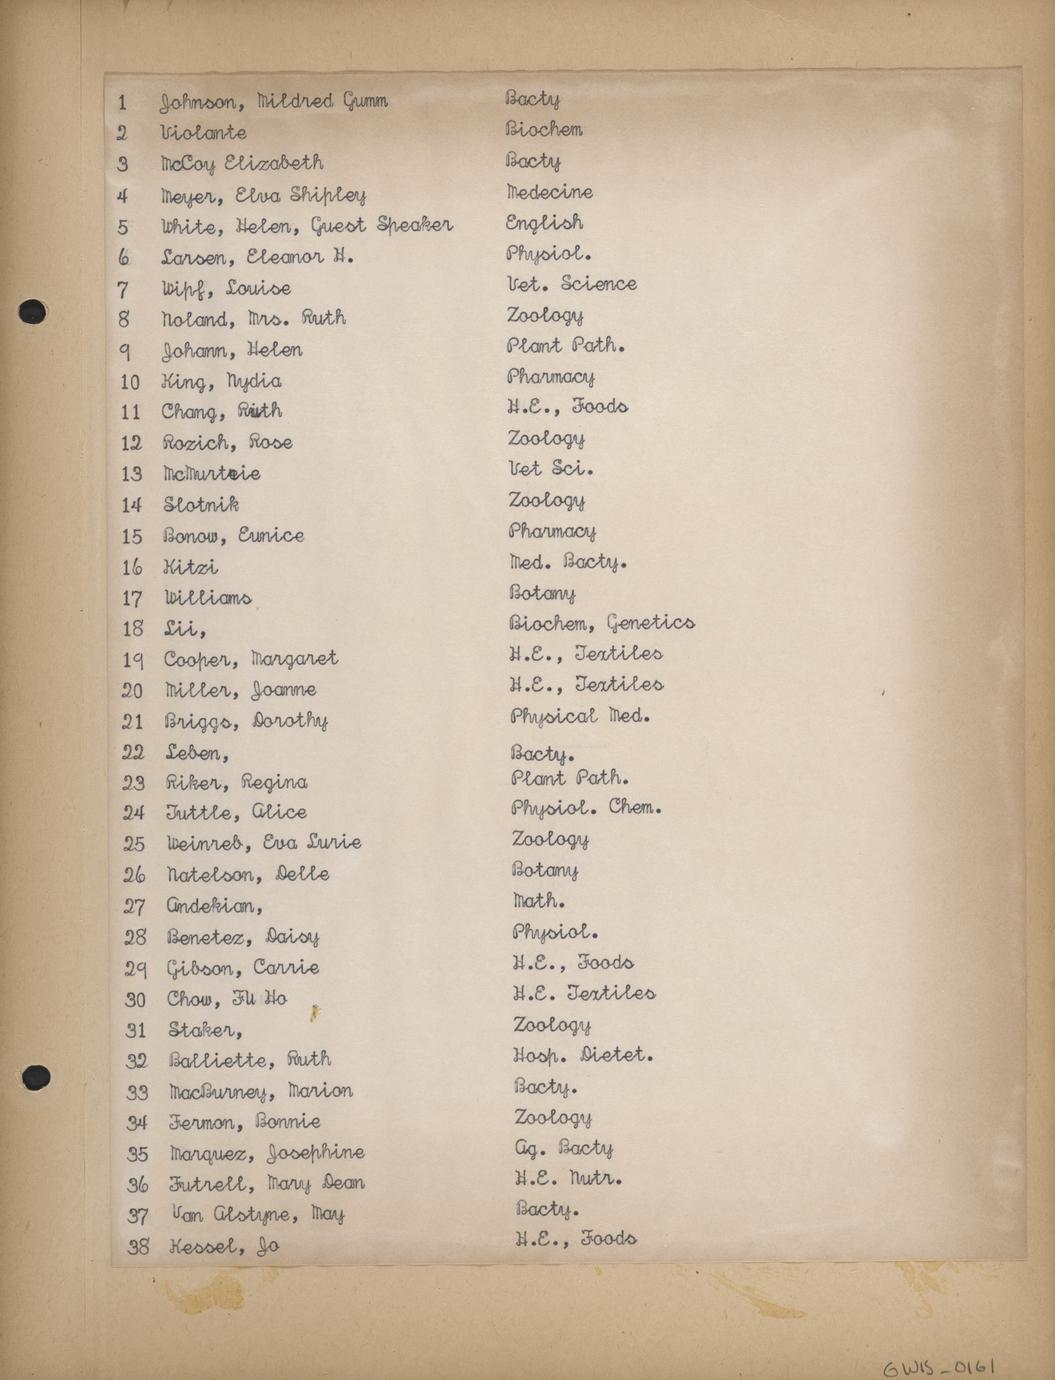 1 Johnson, Mildred Gumm Bacty
2 Violante Biochem
3 McCoy Elizabeth Bacty
4 Meyer, Elva Shipley Medecine
5 White, Helen, Guest Speaker English
6 Larsen, Eleanor H. Physiol.
7 Wipf, Louise Vet. Science
8 Noland, Mrs. Ruth Zoology
9 Johann, Helen Plant Path.
10 King, Nydia Pharmacy
11 Chang, Ruth H.E., Foods
12 Rozich, Rose Zoology
13 McMurtrie Vet Sci.
14 Slotnik Zoology
15 Bonow, Eunice Pharmacy
16 Kitzi Med. Bacty.
17 Williams Botany
18 Lii, Biochem, Genetics
19 Cooper, Margaret H.E., Textiles
20 Miller, Joanne H.E., Textiles
21 Briggs, Dorothy Physical Med.
22 Leben, Bacty.
23 Riker, Regina Plant Path.
24 Tuttle, Alice Physiol. Chem.
25 Weinreb, Eva Lurie Zoology
26 Natelson, Delle Botany
27 Andekian, Math.
28 Benetez, Daisy Physiol.
29 Gibson, Carrie H.E., Foods
30 Chow, Fu Ho H.E. Textiles
31 Staker, Zoology
32 Balliette, Ruth Hosp. Dietet.
33 MacBurney, Marion Bacty.
34 Fermon, Bonnie Zoology
35 Marquez, Josephine Ag. Bacty
36 Futrell, Mary Dean H.E. Nutr.
37 Van Alstyne, May Bacty.
38 Kessel, Jo H.E., Foods
GWIS_0161